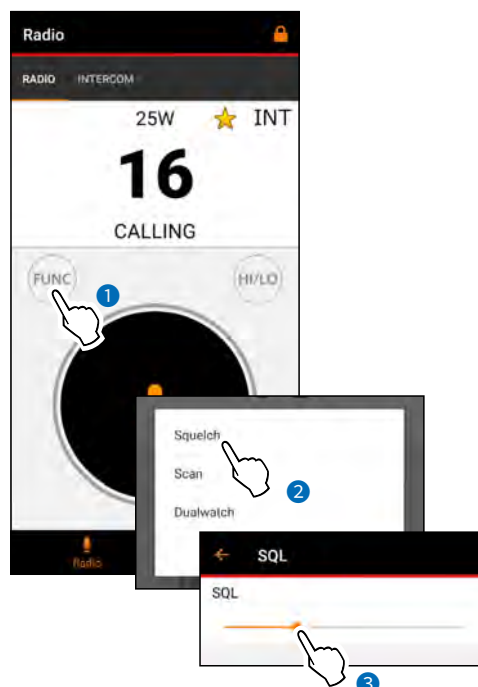 Radio
RADIO INTERCOM
25W INT
16
CALLING
FUNC HI/LO
1
Squelch
Scan
2
Dualwatch
Radio
SQL
SQL
3